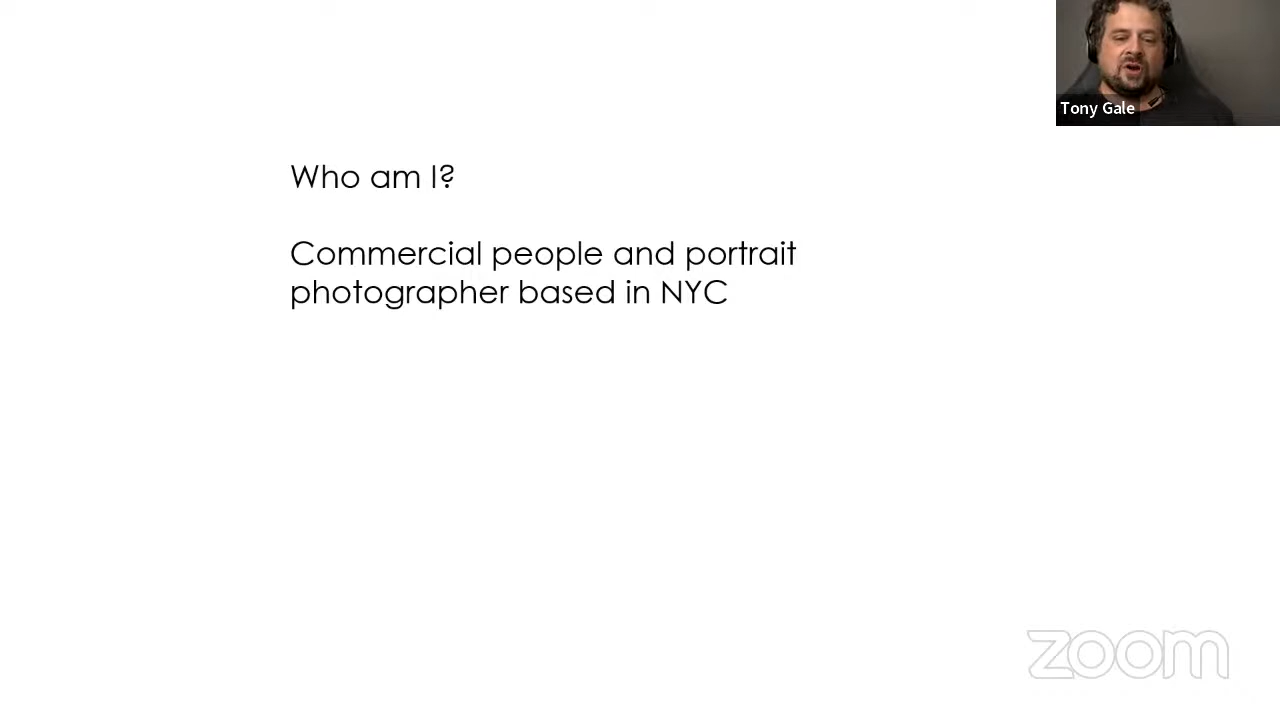 Tony Gale
Who am I?
Commercial people and portrait
photographer based in NYC
zoom